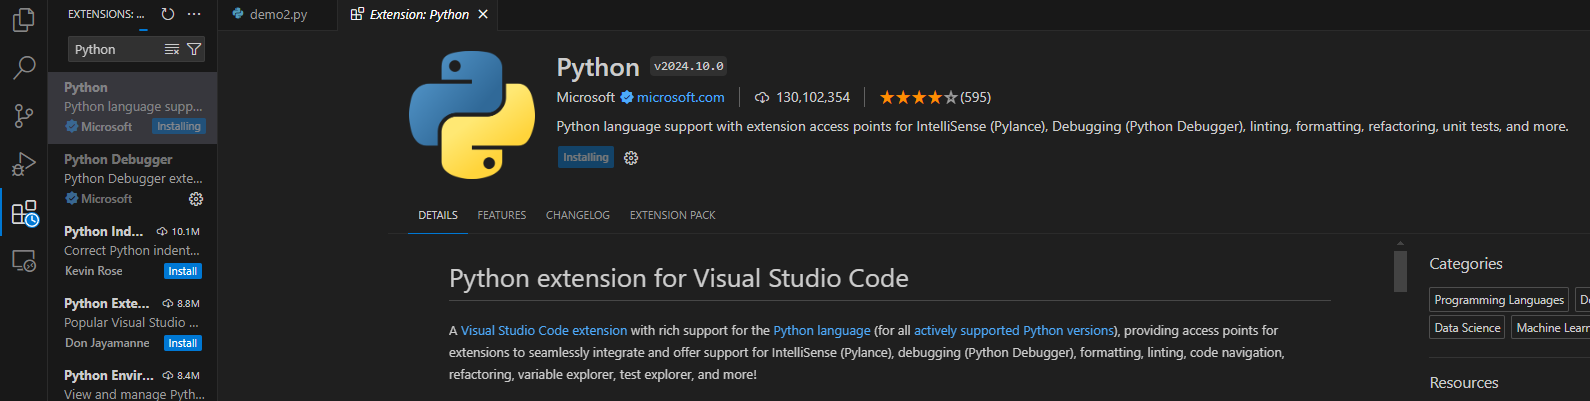 EXTENSIONS: ...
Python
Python
Python language supp...
Microsoft Installing
Python Debugger
Python Debugger exte...
Microsoft
Python Ind... 10.1M
Correct Python indent...
Kevin Rose Install
Python Exte... 8.8M
Popular Visual Studio ...
Don Jayamanne Install
Python Envir... 8.4M
View and manage Pyth...
demo2.py
Extension: Python
Python v2024.10.0
Microsoft microsoft.com 130,102,354 (595)
Python language support with extension access points for IntelliSense (Pylance), Debugging (Python Debugger), linting, formatting, refactoring, unit tests, and more.
Installing
DETAILS FEATURES CHANGELOG EXTENSION PACK
Python extension for Visual Studio Code
A Visual Studio Code extension with rich support for the Python language (for all actively supported Python versions), providing access points for
extensions to seamlessly integrate and offer support for IntelliSense (Pylance), debugging (Python Debugger), formatting, linting, code navigation,
refactoring, variable explorer, test explorer, and more!
Categories
Programming Languages
Data Science Machine Learn
Resources